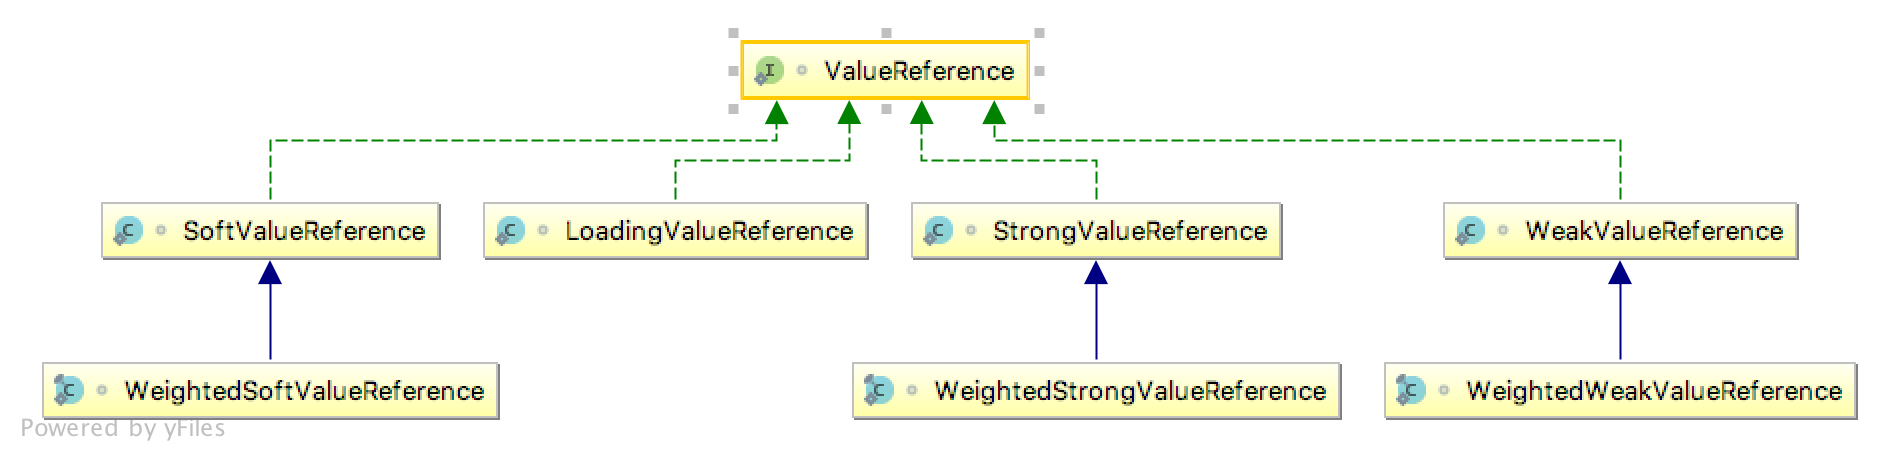 ValueReference
SoftValueReference
LoadingValueReference
StrongValueReference
WeakValueReference
WeightedSoftValueReference
WeightedStrongValueReference
WeightedWeakValueReference
Powered by yFiles